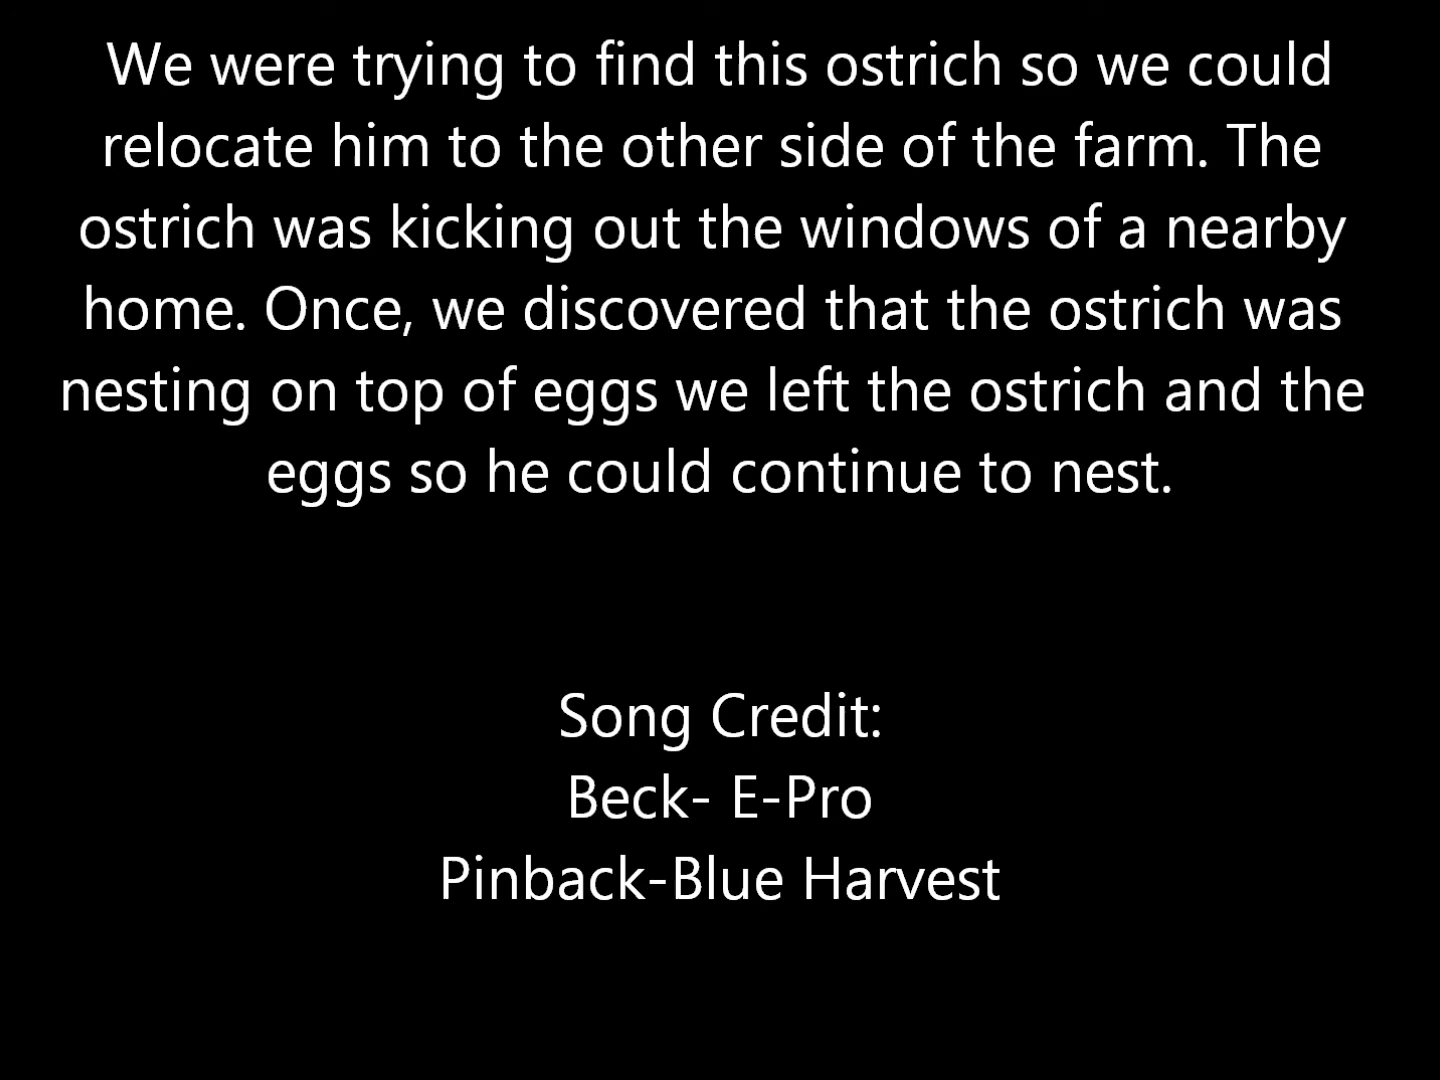 We were trying to find this ostrich so we could
relocate him to the other side of the farm. The
ostrich was kicking out the windows of a nearby
home. Once, we discovered that the ostrich was
nesting on top of eggs we left the ostrich and the
eggs so he could continue to nest.
Song Credit:
Beck- E-Pro
Pinback-Blue Harvest